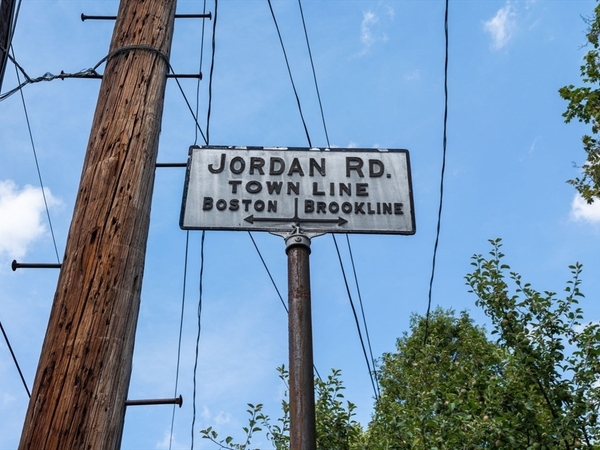 JORDAN RD.
TOWN LINE
BOSTON BROOKLINE